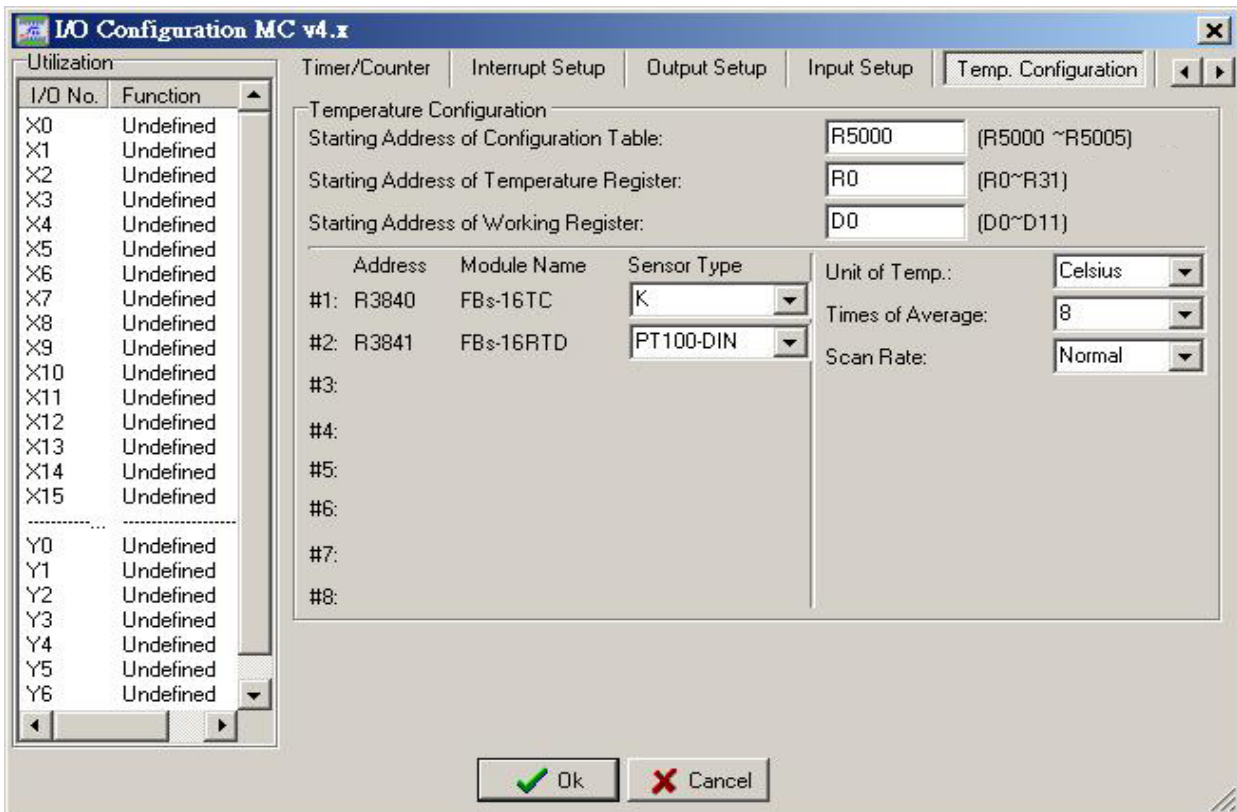 I/O Configuration MC v4.x
Utilization
I/O No. Function
X0 Undefined
X1 Undefined
X2 Undefined
X3 Undefined
X4 Undefined
X5 Undefined
X6 Undefined
X7 Undefined
X8 Undefined
X9 Undefined
X10 Undefined
X11 Undefined
X12 Undefined
X13 Undefined
X14 Undefined
X15 Undefined
-----------... --------------------
Y0 Undefined
Y1 Undefined
Y2 Undefined
Y3 Undefined
Y4 Undefined
Y5 Undefined
Y6 Undefined
Timer/Counter Interrupt Setup Output Setup Input Setup Temp. Configuration
Temperature Configuration
Starting Address of Configuration Table: R5000 (R5000 ~R5005)
Starting Address of Temperature Register: R0 (R0~R31)
Starting Address of Working Register: D0 (D0~D11)
Address Module Name Sensor Type
#1: R3840 FBs-16TC K
#2: R3841 FBs-16RTD PT100-DIN
#3:
#4:
#5:
#6:
#7:
#8:
Unit of Temp.: Celsius
Times of Average: 8
Scan Rate: Normal
Ok Cancel